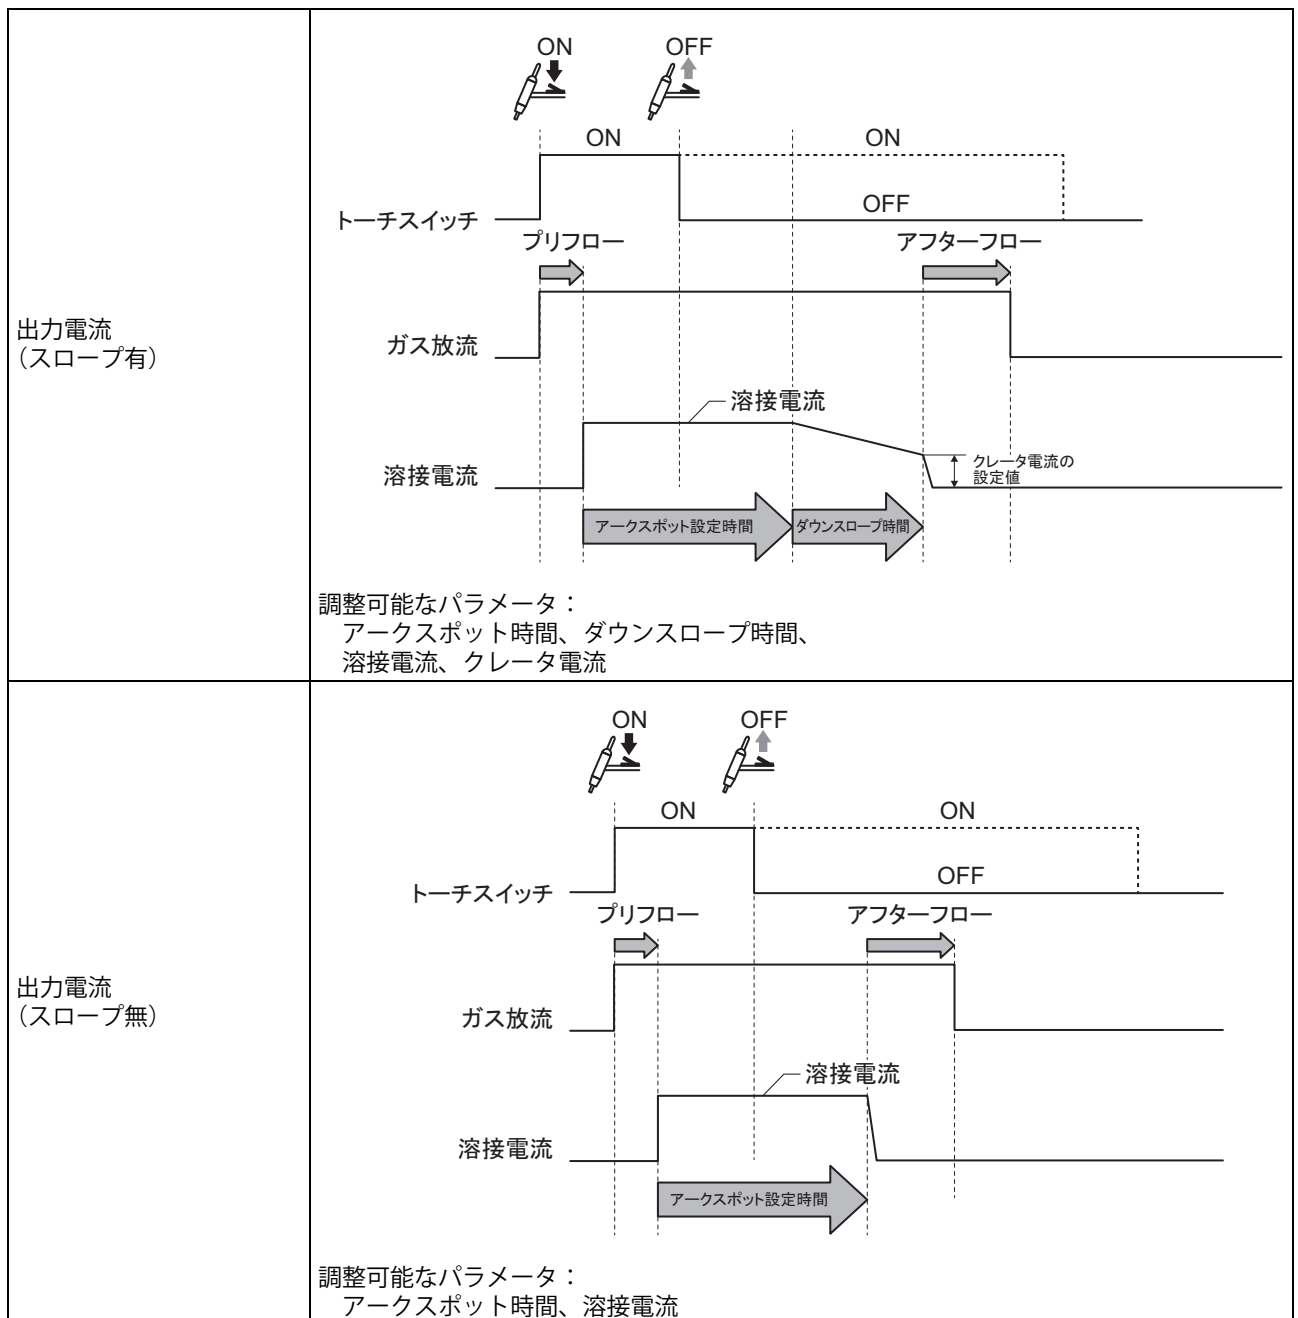 出力電流
（スロープ有）
ON
OFF
ON
ON
トーチスイッチ
OFF
プリフロー
アフターフロー
ガス放流
溶接電流
溶接電流
クレータ電流の
設定値
アークスポット設定時間
ダウンスロープ時間
調整可能なパラメータ：
アークスポット時間、ダウンスロープ時間、
溶接電流、クレータ電流
出力電流
（スロープ無）
ON
OFF
ON
ON
トーチスイッチ
OFF
プリフロー
アフターフロー
ガス放流
溶接電流
溶接電流
アークスポット設定時間
調整可能なパラメータ：
アークスポット時間、溶接電流